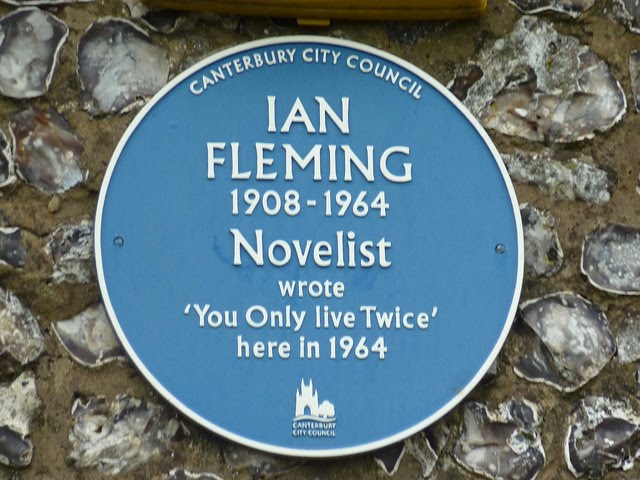 CANTERBURY CITY COUNCIL
IAN
FLEMING
1908 - 1964
Novelist
wrote
'You Only live Twice'
here in 1964
CANTERBURY
CITY COUNCIL